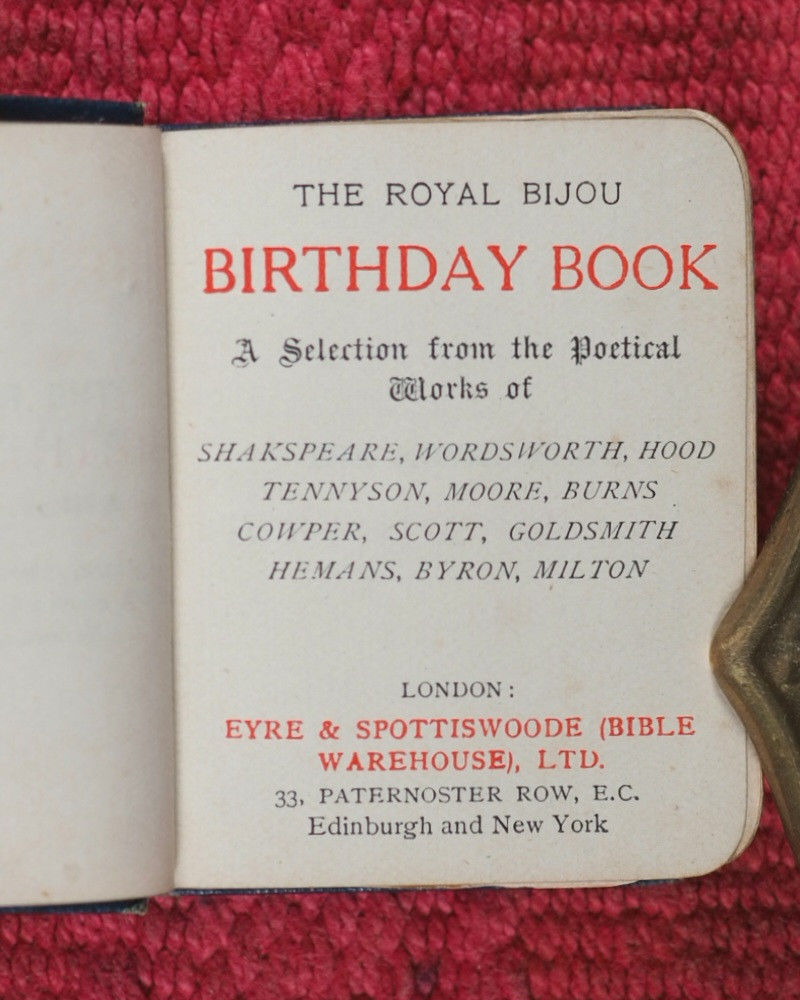 THE ROYAL BIJOU
BIRTHDAY BOOK
A Selection from the Poetical
Works of
SHAKSPEARE, WORDSWORTH, HOOD
TENNYSON, MOORE, BURNS
COWPER, SCOTT, GOLDSMITH
HEMANS, BYRON, MILTON
LONDON:
EYRE & SPOTTISWOODE (BIBLE
WAREHOUSE), LTD.
33, PATERNOSTER ROW, E.C.
Edinburgh and New York